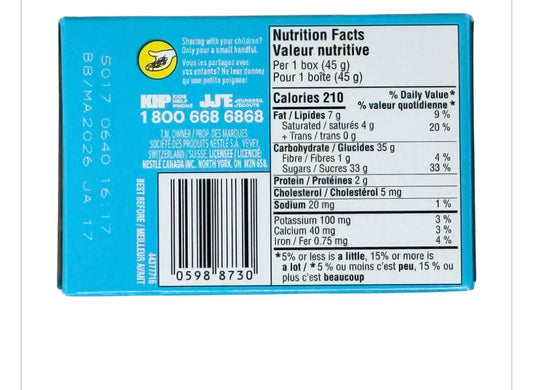 5017 0640 16:17
BB/MA2026 JA 17
BEST BEFORE / MEILLEUR AVANT
44377716
Sharing with your children?
Only pour a small handful.
Vous les partagez avec
vos enfants? Ne leur donnez
qu'une petite poignée!
KHP KIDS HELP PHONE JJE JEUNESSE, J'ÉCOUTE
1 800 668 6868
T.M. OWNER / PROP. DES MARQUES:
SOCIÉTÉ DES PRODUITS NESTLÉ S.A. VEVEY,
SWITZERLAND / SUISSE. LICENSEE / LICENCIÉ:
NESTLÉ CANADA INC. NORTH YORK, ON M2N 6S8.
0598 8730
Nutrition Facts
Valeur nutritive
Per 1 box (45 g)
Pour 1 boîte (45 g)
Calories 210 % Daily Value*
% valeur quotidienne*
Fat / Lipides 7 g 9 %
Saturated / saturés 4 g 20 %
+ Trans / trans 0 g
Carbohydrate / Glucides 35 g
Fibre / Fibres 1 g 4 %
Sugars / Sucres 33 g 33 %
Protein / Protéines 2 g
Cholesterol / Cholestérol 5 mg
Sodium 20 mg 1 %
Potassium 100 mg 3 %
Calcium 40 mg 3 %
Iron / Fer 0.75 mg 4 %
*5% or less is a little, 15% or more is
a lot / *5 % ou moins c'est peu, 15 % ou
plus c'est beaucoup